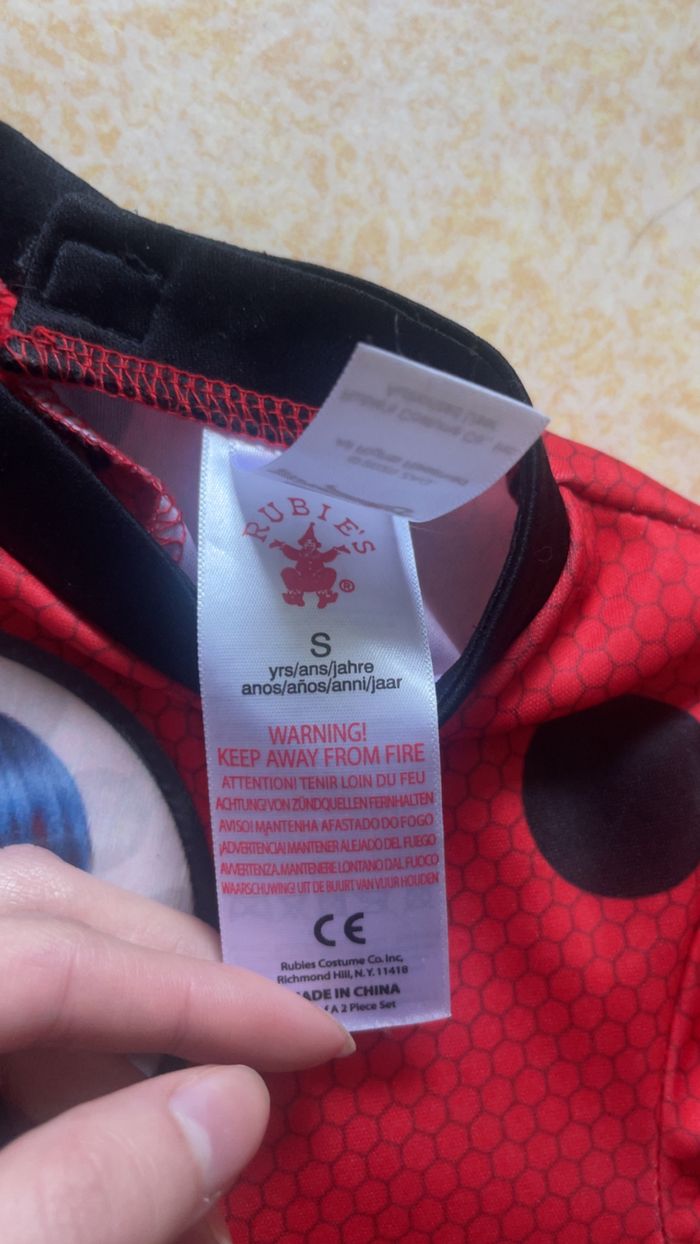 RUBIE'S
®
S
yrs/ans/jahre
anos/años/anni/jaar
WARNING!
KEEP AWAY FROM FIRE
ATTENTION! TENIR LOIN DU FEU
ACHTUNG! VON ZÜNDQUELLEN FERNHALTEN
AVISO! MANTENHA AFASTADO DO FOGO
¡ADVERTENCIA! MANTENER ALEJADO DEL FUEGO
AVVERTENZA. MANTENERE LONTANO DAL FUOCO
WAARSCHUWING! UIT DE BUURT VAN VUUR HOUDEN
CE
Rubies Costume Co. Inc,
Richmond Hill, N.Y. 11418
ADE IN CHINA
A 2 Piece Set